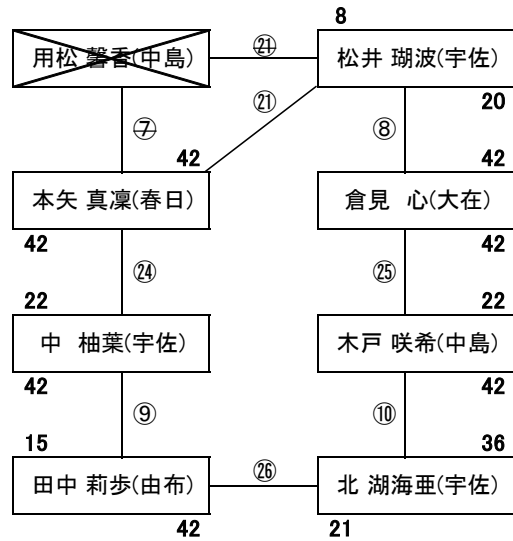 8
用松 馨香(中島) ㉑ 松井 瑚波(宇佐)
㉑ 20
⑦ ⑧
42 42
本矢 真凜(春日) 倉見 心(大在)
42 42
㉔ ㉕
22 22
中 柚葉(宇佐) 木戸 咲希(中島)
42 42
⑨ ⑩
15 36
田中 莉歩(由布) ㉖ 北 湖海亜(宇佐)
42 21